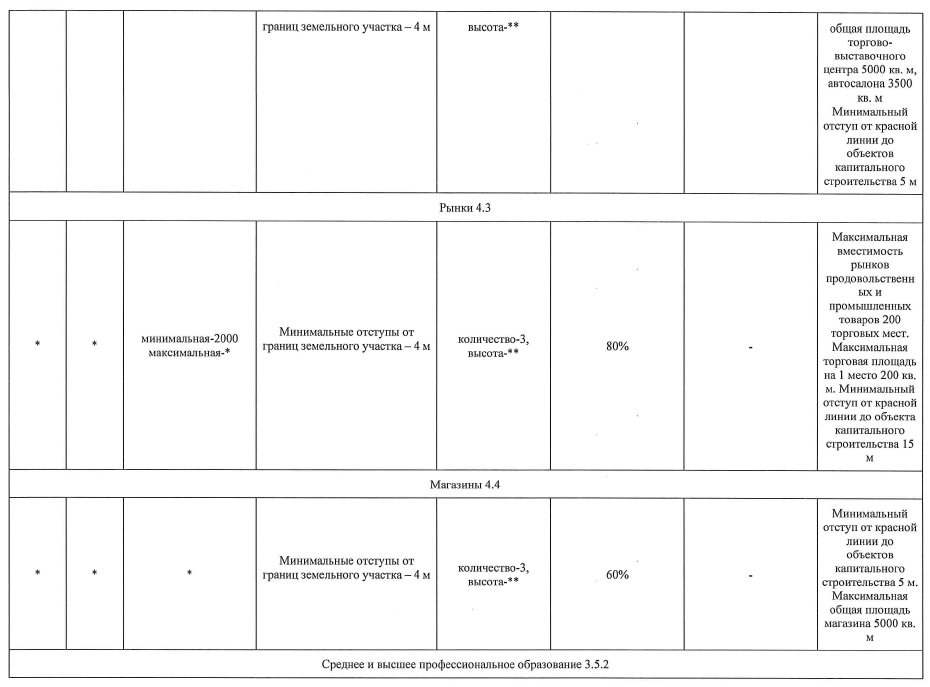 границ земельного участка – 4 м
высота-**
общая площадь
торгово-
выставочного
центра 5000 кв. м,
автосалона 3500
кв. м
Минимальный
отступ от красной
линии до
объектов
капитального
строительства 5 м
Рынки 4.3
*
*
минимальная-2000
максимальная-*
Минимальные отступы от
границ земельного участка – 4 м
количество-3,
высота-**
80%
-
Максимальная
вместимость
рынков
продовольственн
ых и
промышленных
товаров 200
торговых мест.
Максимальная
торговая площадь
на 1 место 200 кв.
м. Минимальный
отступ от красной
линии до объекта
капитального
строительства 15
м
Магазины 4.4
*
*
*
Минимальные отступы от
границ земельного участка – 4 м
количество-3,
высота-**
60%
-
Минимальный
отступ от красной
линии до
объектов
капитального
строительства 5 м.
Максимальная
общая площадь
магазина 5000 кв.
м
Среднее и высшее профессиональное образование 3.5.2